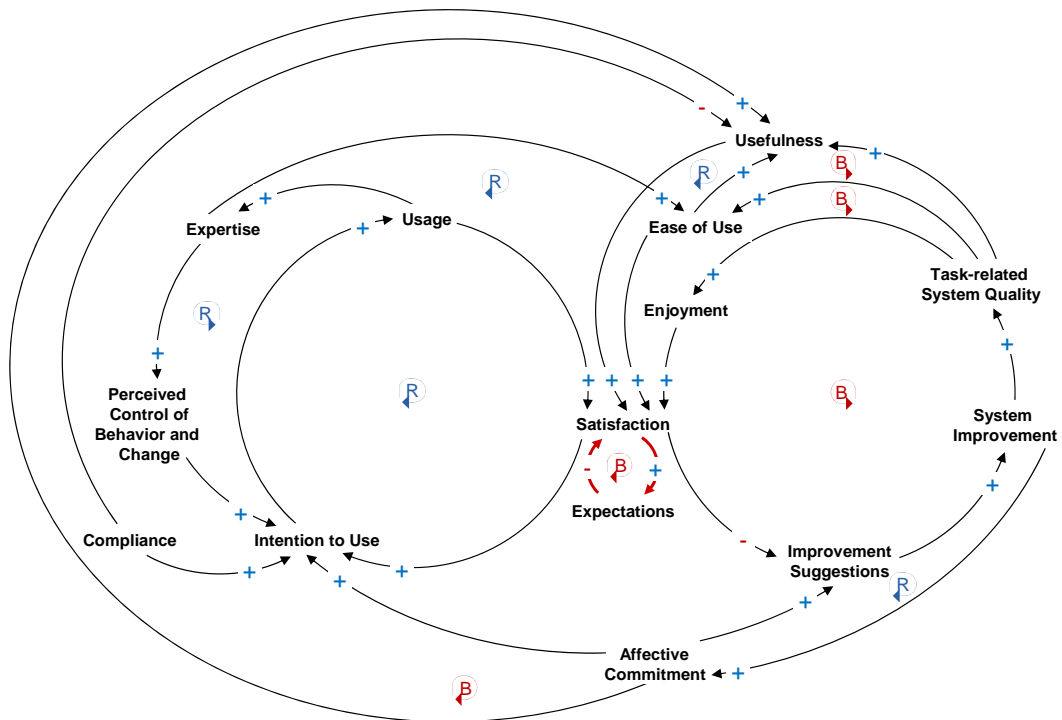 +
-
+
Usefulness
+
B
R
+
R
B
+
+
+
Ease of Use
Usage
+
Expertise
+
Task-related
System Quality
+
Enjoyment
R
+
+
Perceived
Control of
Behavior and
Change
R
+
+
+
+
B
System
Improvement
Satisfaction
-
B
+
Expectations
+
+
Compliance
Intention to Use
-
Improvement
Suggestions
+
+
+
R
+
Affective
Commitment
+
B